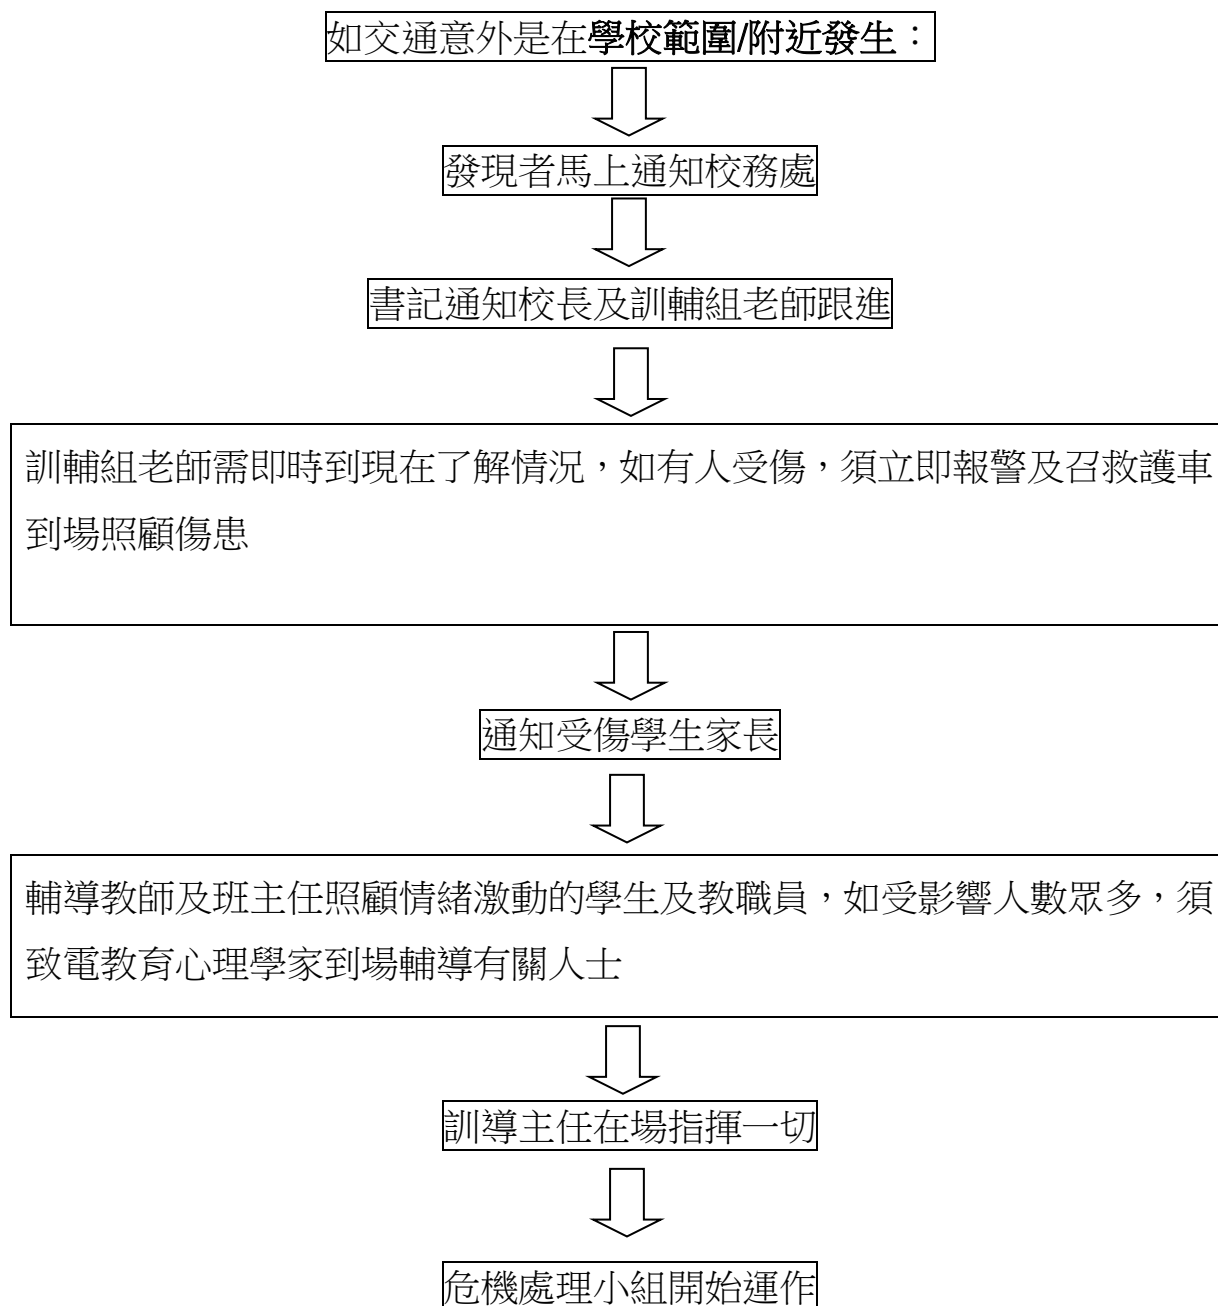 如交通意外是在學校範圍/附近發生：
發現者馬上通知校務處
書記通知校長及訓輔組老師跟進
訓輔組老師需即時到現在了解情況，如有人受傷，須立即報警及召救護車
到場照顧傷患
通知受傷學生家長
輔導教師及班主任照顧情緒激動的學生及教職員，如受影響人數眾多，須
致電教育心理學家到場輔導有關人士
訓導主任在場指揮一切
危機處理小組開始運作